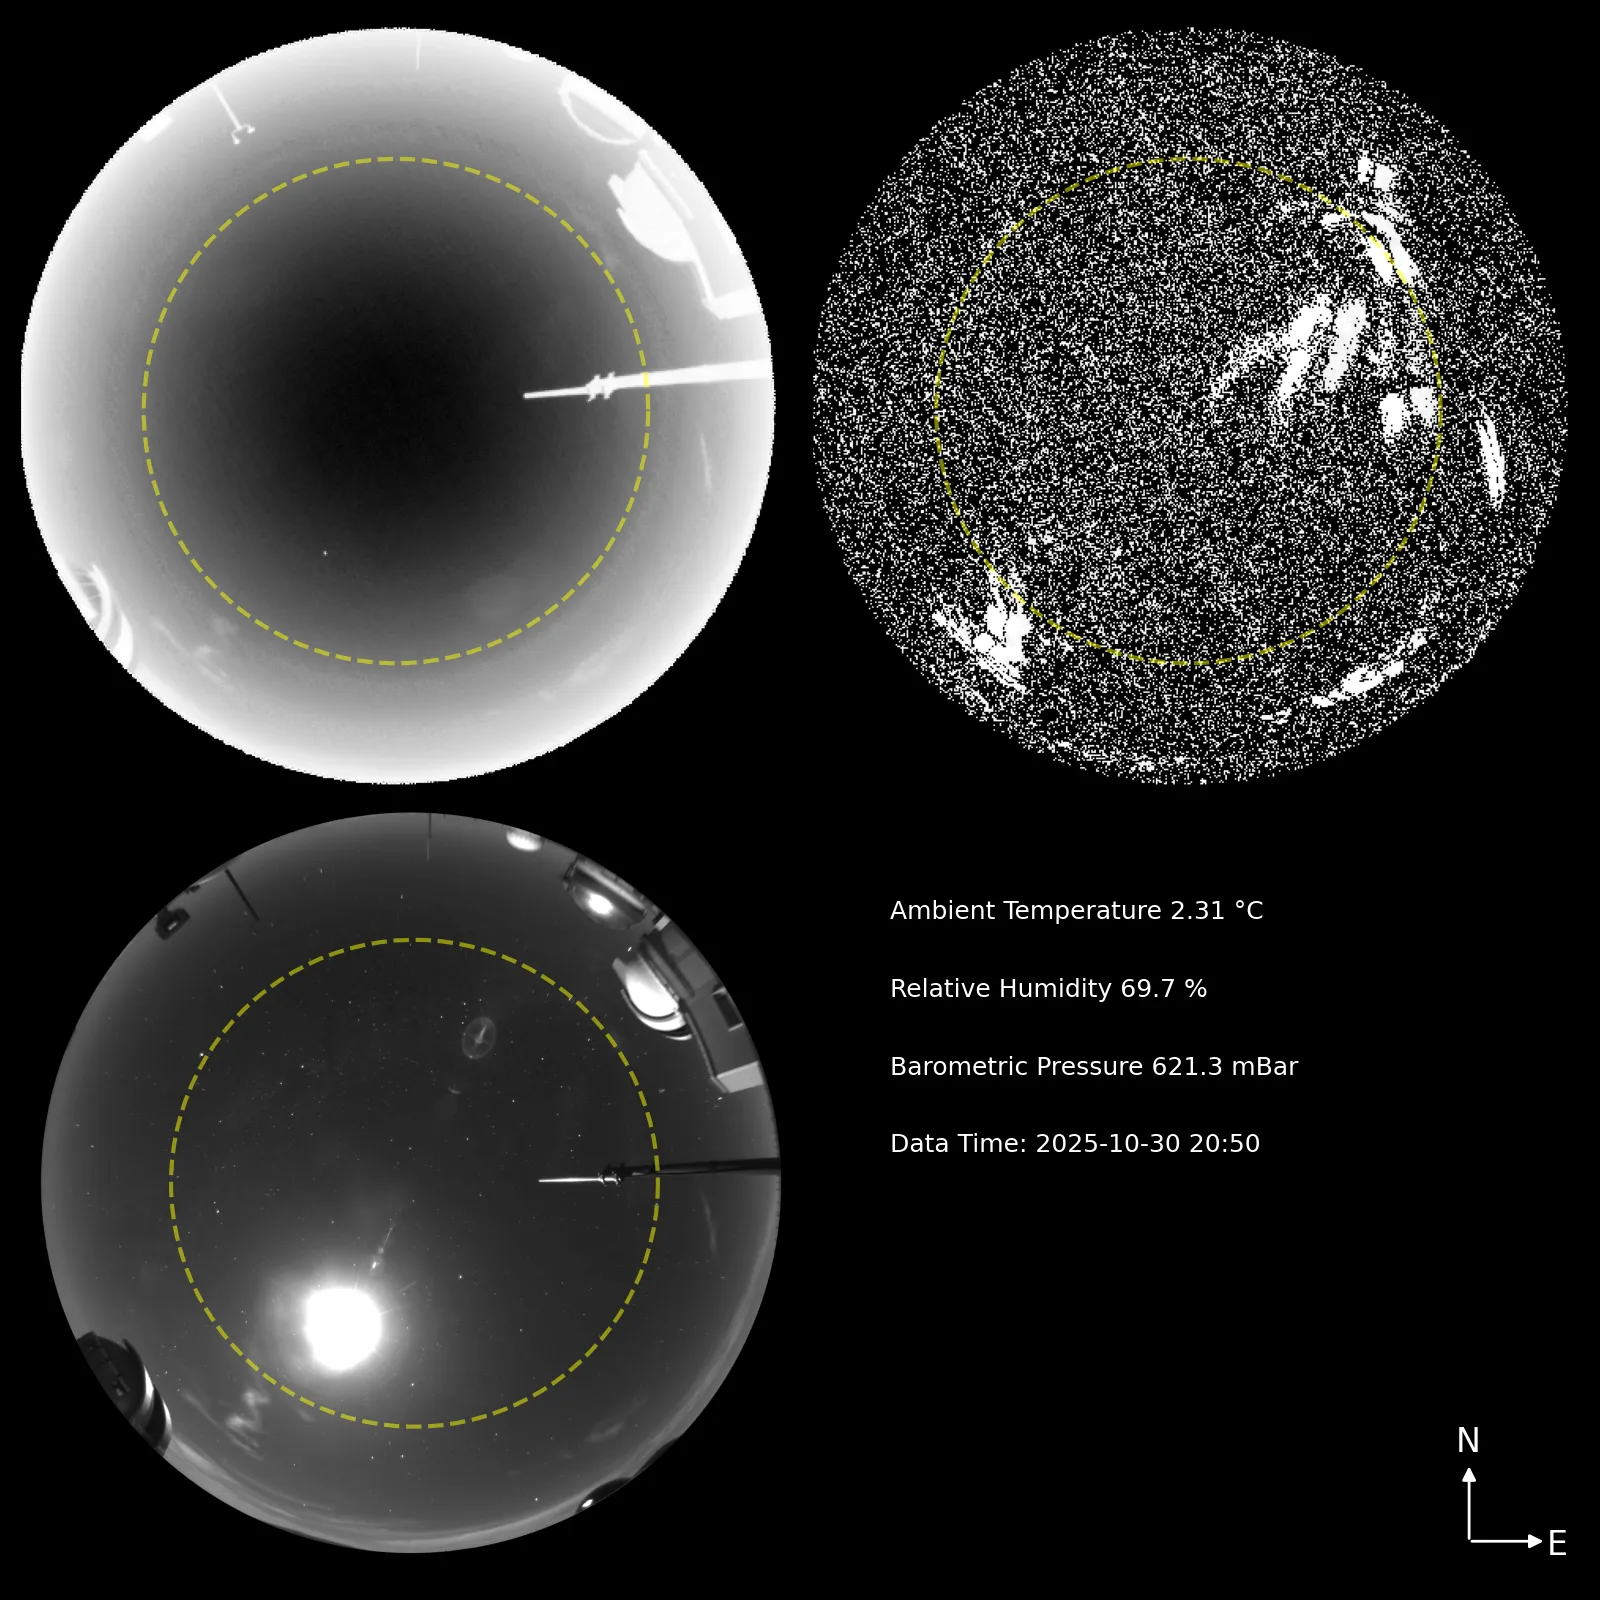 Ambient Temperature 2.31 °C
Relative Humidity 69.7 %
Barometric Pressure 621.3 mBar
Data Time: 2025-10-30 20:50
N
E